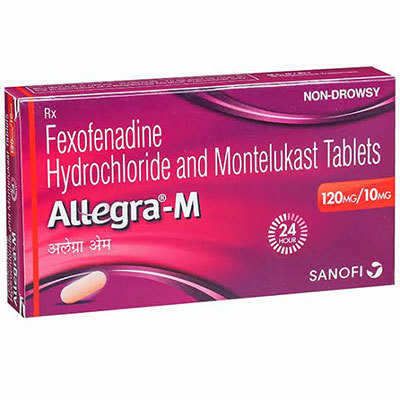 NON-DROWSY
Rx
Fexofenadine
Hydrochloride and Montelukast Tablets
Allegra®-M
120MG/10MG
अलेग्रा एम
24
HOUR
SANOFI